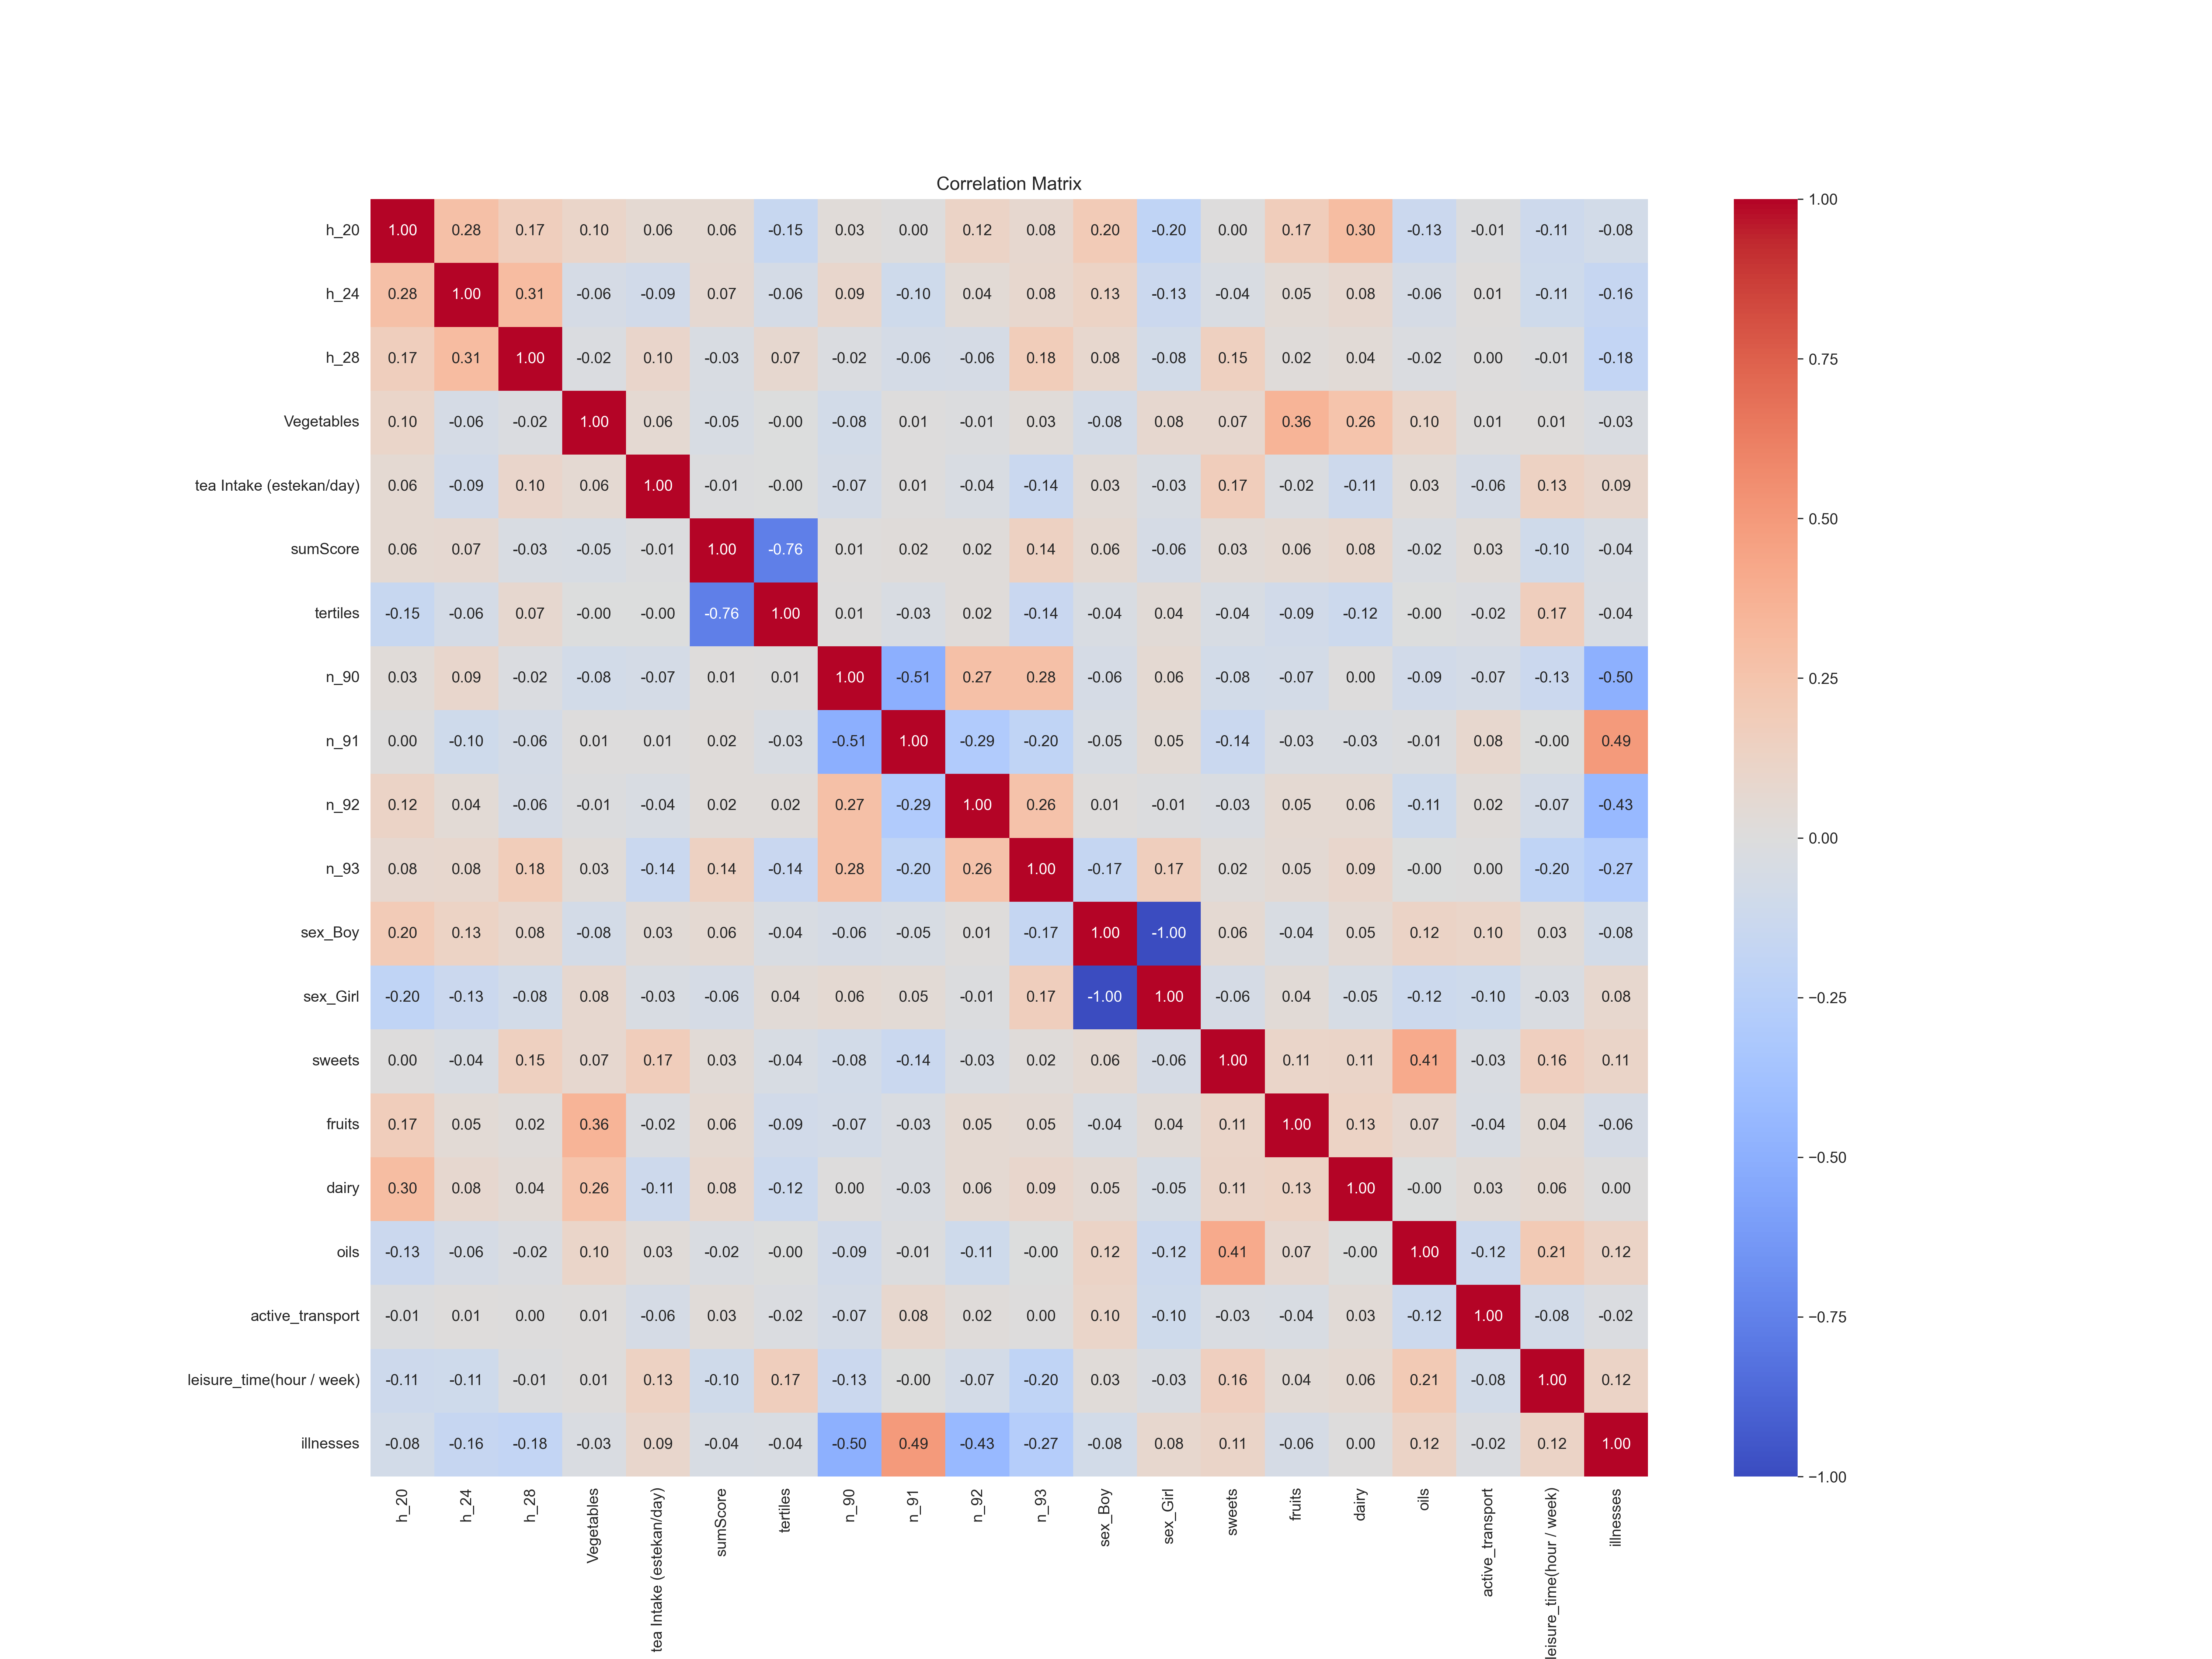 Correlation Matrix
h_20 1.00 0.28 0.17 0.10 0.06 0.06 -0.15 0.03 0.00 0.12 0.08 0.20 -0.20 0.00 0.17 0.30 -0.13 -0.01 -0.11 -0.08
h_24 0.28 1.00 0.31 -0.06 -0.09 0.07 -0.06 0.09 -0.10 0.04 0.08 0.13 -0.13 -0.04 0.05 0.08 -0.06 0.01 -0.11 -0.16
h_28 0.17 0.31 1.00 -0.02 0.10 -0.03 0.07 -0.02 -0.06 -0.06 0.18 0.08 -0.08 0.15 0.02 0.04 -0.02 0.00 -0.01 -0.18
Vegetables 0.10 -0.06 -0.02 1.00 0.06 -0.05 -0.00 -0.08 0.01 -0.01 0.03 -0.08 0.08 0.07 0.36 0.26 0.10 0.01 0.01 -0.03
tea Intake (estekan/day) 0.06 -0.09 0.10 0.06 1.00 -0.01 -0.00 -0.07 0.01 -0.04 -0.14 0.03 -0.03 0.17 -0.02 -0.11 0.03 -0.06 0.13 0.09
sumScore 0.06 0.07 -0.03 -0.05 -0.01 1.00 -0.76 0.01 0.02 0.02 0.14 0.06 -0.06 0.03 0.06 0.08 -0.02 0.03 -0.10 -0.04
tertiles -0.15 -0.06 0.07 -0.00 -0.00 -0.76 1.00 0.01 -0.03 0.02 -0.14 -0.04 0.04 -0.04 -0.09 -0.12 -0.00 -0.02 0.17 -0.04
n_90 0.03 0.09 -0.02 -0.08 -0.07 0.01 0.01 1.00 -0.51 0.27 0.28 -0.06 0.06 -0.08 -0.07 0.00 -0.09 -0.07 -0.13 -0.50
n_91 0.00 -0.10 -0.06 0.01 0.01 0.02 -0.03 -0.51 1.00 -0.29 -0.20 -0.05 0.05 -0.14 -0.03 -0.03 -0.01 0.08 -0.00 0.49
n_92 0.12 0.04 -0.06 -0.01 -0.04 0.02 0.02 0.27 -0.29 1.00 0.26 0.01 -0.01 -0.03 0.05 0.06 -0.11 0.02 -0.07 -0.43
n_93 0.08 0.08 0.18 0.03 -0.14 0.14 -0.14 0.28 -0.20 0.26 1.00 -0.17 0.17 0.02 0.05 0.09 -0.00 0.00 -0.20 -0.27
sex_Boy 0.20 0.13 0.08 -0.08 0.03 0.06 -0.04 -0.06 -0.05 0.01 -0.17 1.00 -1.00 0.06 -0.04 0.05 0.12 0.10 0.03 -0.08
sex_Girl -0.20 -0.13 -0.08 0.08 -0.03 -0.06 0.04 0.06 0.05 -0.01 0.17 -1.00 1.00 -0.06 0.04 -0.05 -0.12 -0.10 -0.03 0.08
sweets 0.00 -0.04 0.15 0.07 0.17 0.03 -0.04 -0.08 -0.14 -0.03 0.02 0.06 -0.06 1.00 0.11 0.11 0.41 -0.03 0.16 0.11
fruits 0.17 0.05 0.02 0.36 -0.02 0.06 -0.09 -0.07 -0.03 0.05 0.05 -0.04 0.04 0.11 1.00 0.13 0.07 -0.04 0.04 -0.06
dairy 0.30 0.08 0.04 0.26 -0.11 0.08 -0.12 0.00 -0.03 0.06 0.09 0.05 -0.05 0.11 0.13 1.00 -0.00 0.03 0.06 0.00
oils -0.13 -0.06 -0.02 0.10 0.03 -0.02 -0.00 -0.09 -0.01 -0.11 -0.00 0.12 -0.12 0.41 0.07 -0.00 1.00 -0.12 0.21 0.12
active_transport -0.01 0.01 0.00 0.01 -0.06 0.03 -0.02 -0.07 0.08 0.02 0.00 0.10 -0.10 -0.03 -0.04 0.03 -0.12 1.00 -0.08 -0.02
leisure_time(hour / week) -0.11 -0.11 -0.01 0.01 0.13 -0.10 0.17 -0.13 -0.00 -0.07 -0.20 0.03 -0.03 0.16 0.04 0.06 0.21 -0.08 1.00 0.12
illnesses -0.08 -0.16 -0.18 -0.03 0.09 -0.04 -0.04 -0.50 0.49 -0.43 -0.27 -0.08 0.08 0.11 -0.06 0.00 0.12 -0.02 0.12 1.00
h_20
h_24
h_28
Vegetables
tea Intake (estekan/day)
sumScore
tertiles
n_90
n_91
n_92
n_93
sex_Boy
sex_Girl
sweets
fruits
dairy
oils
active_transport
leisure_time(hour / week)
illnesses
1.00
0.75
0.50
0.25
0.00
−0.25
−0.50
−0.75
−1.00